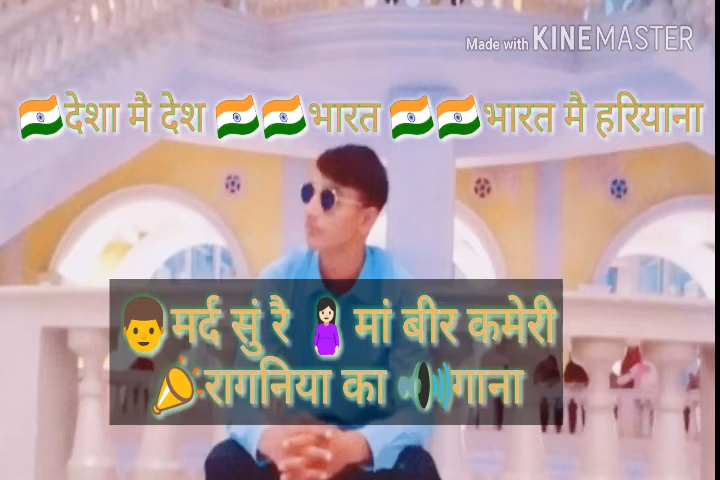 Made with KINEMASTER
🇮🇳देशा मै देश 🇮🇳🇮🇳भारत 🇮🇳🇮🇳भारत मै हरियाना
👨मर्द सुं रै 🤰🏻मां बीर कमेरी
📣रागनिया का 🔊गाना